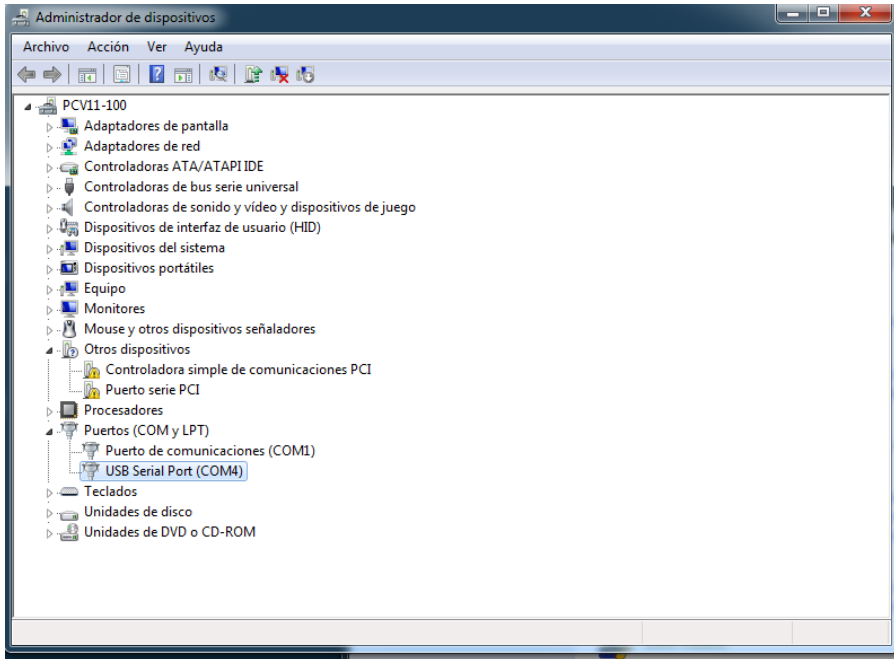 Administrador de dispositivos
Archivo Acción Ver Ayuda
PCV11-100
Adaptadores de pantalla
Adaptadores de red
Controladoras ATA/ATAPI IDE
Controladoras de bus serie universal
Controladoras de sonido y vídeo y dispositivos de juego
Dispositivos de interfaz de usuario (HID)
Dispositivos del sistema
Dispositivos portátiles
Equipo
Monitores
Mouse y otros dispositivos señaladores
Otros dispositivos
Controladora simple de comunicaciones PCI
Puerto serie PCI
Procesadores
Puertos (COM y LPT)
Puerto de comunicaciones (COM1)
USB Serial Port (COM4)
Teclados
Unidades de disco
Unidades de DVD o CD-ROM